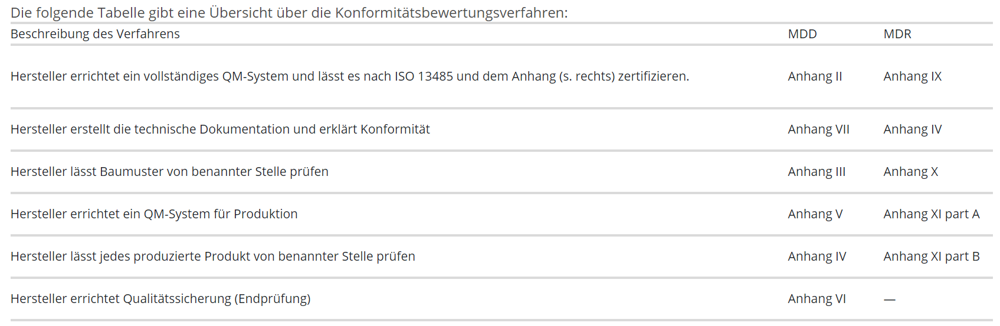 Die folgende Tabelle gibt eine Übersicht über die Konformitätsbewertungsverfahren:
Beschreibung des Verfahrens MDD MDR
Hersteller errichtet ein vollständiges QM-System und lässt es nach ISO 13485 und dem Anhang (s. rechts) zertifizieren. Anhang II Anhang IX
Hersteller erstellt die technische Dokumentation und erklärt Konformität Anhang VII Anhang IV
Hersteller lässt Baumuster von benannter Stelle prüfen Anhang III Anhang X
Hersteller errichtet ein QM-System für Produktion Anhang V Anhang XI part A
Hersteller lässt jedes produzierte Produkt von benannter Stelle prüfen Anhang IV Anhang XI part B
Hersteller errichtet Qualitätssicherung (Endprüfung) Anhang VI —